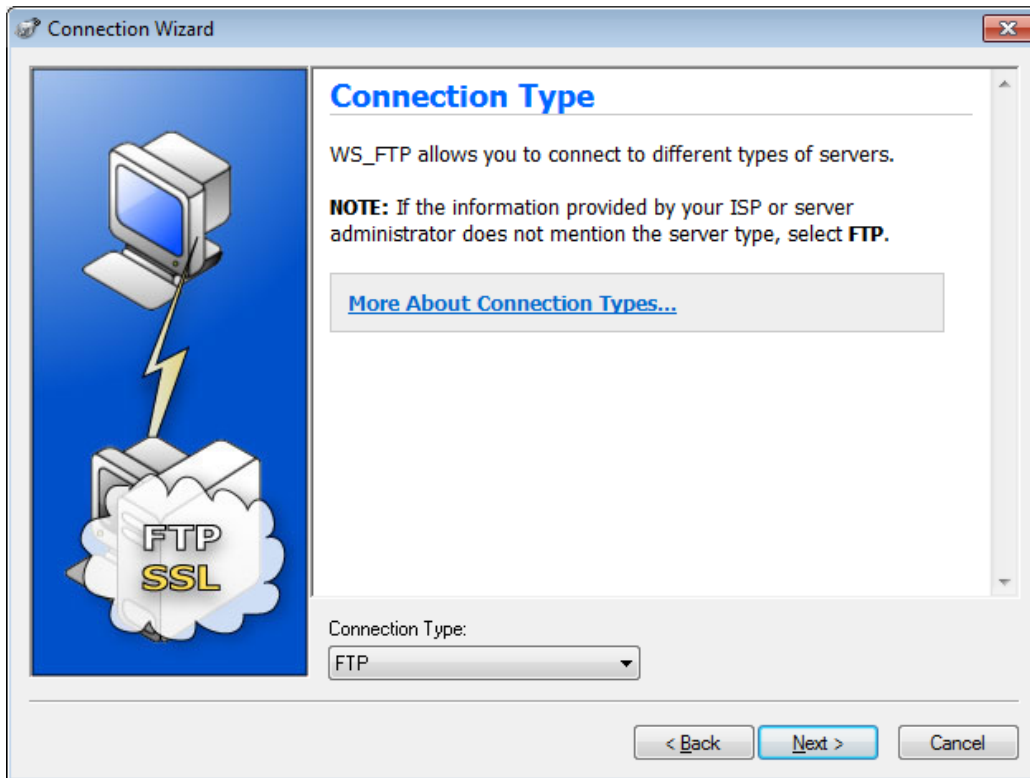 Connection Wizard
Connection Type
WS_FTP allows you to connect to different types of servers.
NOTE: If the information provided by your ISP or server
administrator does not mention the server type, select FTP.
More About Connection Types...
FTP
SSL
Connection Type:
FTP
< Back
Next >
Cancel